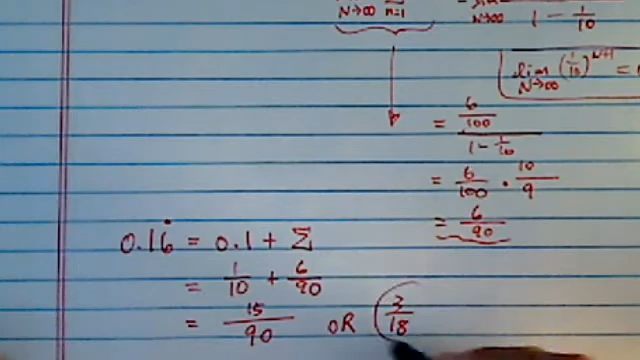 N→∞ n=1
N→∞ 1 - 1/10
lim (1/10)^N+1 =
N→∞
= 6/100 / 1 - 1/10
= 6/100 · 10/9
= 6/90
0.16̇ = 0.1 + Σ
= 1/10 + 6/90
= 15/90 OR 3/18